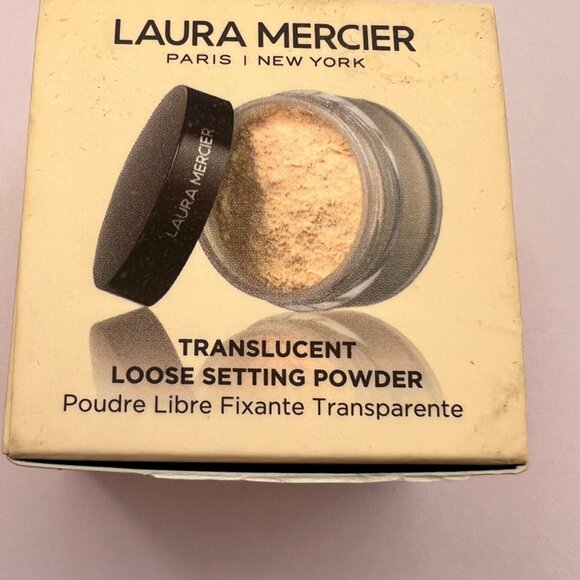 LAURA MERCIER
PARIS | NEW YORK
LAURA MERCIER
TRANSLUCENT
LOOSE SETTING POWDER
Poudre Libre Fixante Transparente